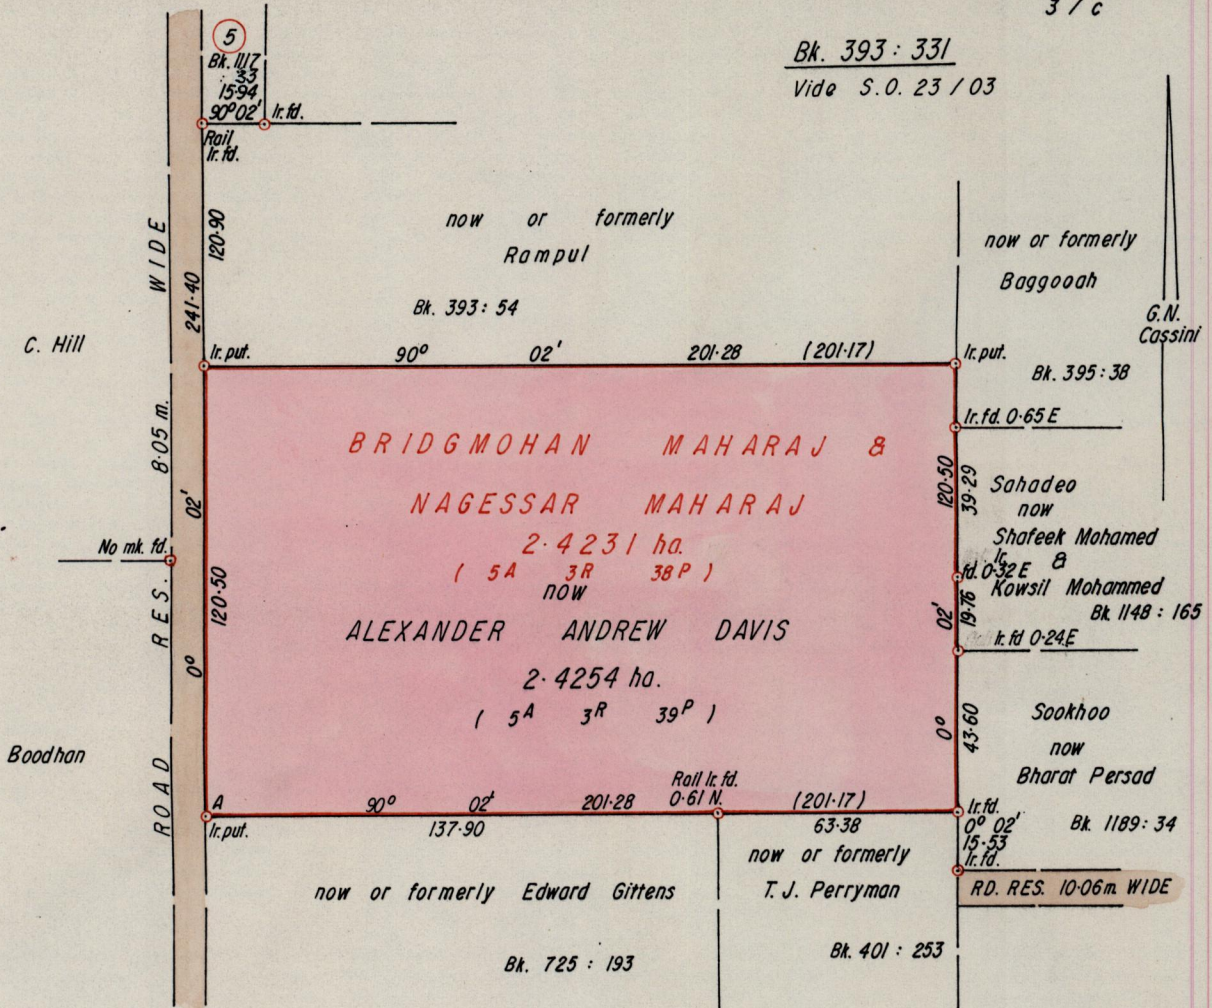 3 / c
5
Bk. 1117
: 33
15·94
90° 02' Ir. fd.
Rail
Ir. fd.
Bk. 393 : 331
Vide S.O. 23 / 03
now or formerly
Rampul
Bk. 393 : 54
now or formerly
Baggooah
G.N.
Cassini
Bk. 395 : 38
C. Hill
120·90
241·40
Ir. put.
90° 02' 201·28 (201·17)
Ir. put.
Ir. fd. 0·65 E
BRIDGMOHAN MAHARAJ &
NAGESSAR MAHARAJ
2·4231 ha.
( 5A 3R 38P )
now
ALEXANDER ANDREW DAVIS
2·4254 ha.
( 5A 3R 39P )
ROAD RES. 8·05 m. WIDE
No mk. fd.
0° 02'
120·50
0° 02' 120·50
39·29
Sahadeo
now
Shafeek Mohamed
Ir. &
fd. 0·32 E
Kowsil Mohammed
Bk 1148 : 165
19·76
Ir. fd 0·24 E
43·60
Sookhoo
now
Bharat Persad
Bk. 1189 : 34
Boodhan
A
90° 02' 201·28
Rail Ir. fd.
0·61 N.
(201·17)
Ir. put.
137·90
63·38
Ir. fd.
0° 02'
15·53
Ir. fd.
now or formerly Edward Gittens
Bk. 725 : 193
now or formerly
T. J. Perryman
Bk. 401 : 253
RD. RES. 10·06 m. WIDE